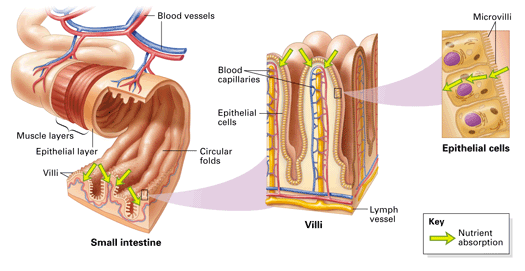 Blood vessels
Muscle layers
Epithelial layer
Villi
Circular
folds
Small intestine
Blood
capillaries
Epithelial
cells
Villi
Lymph
vessel
Microvilli
Epithelial cells
Key
Nutrient
absorption